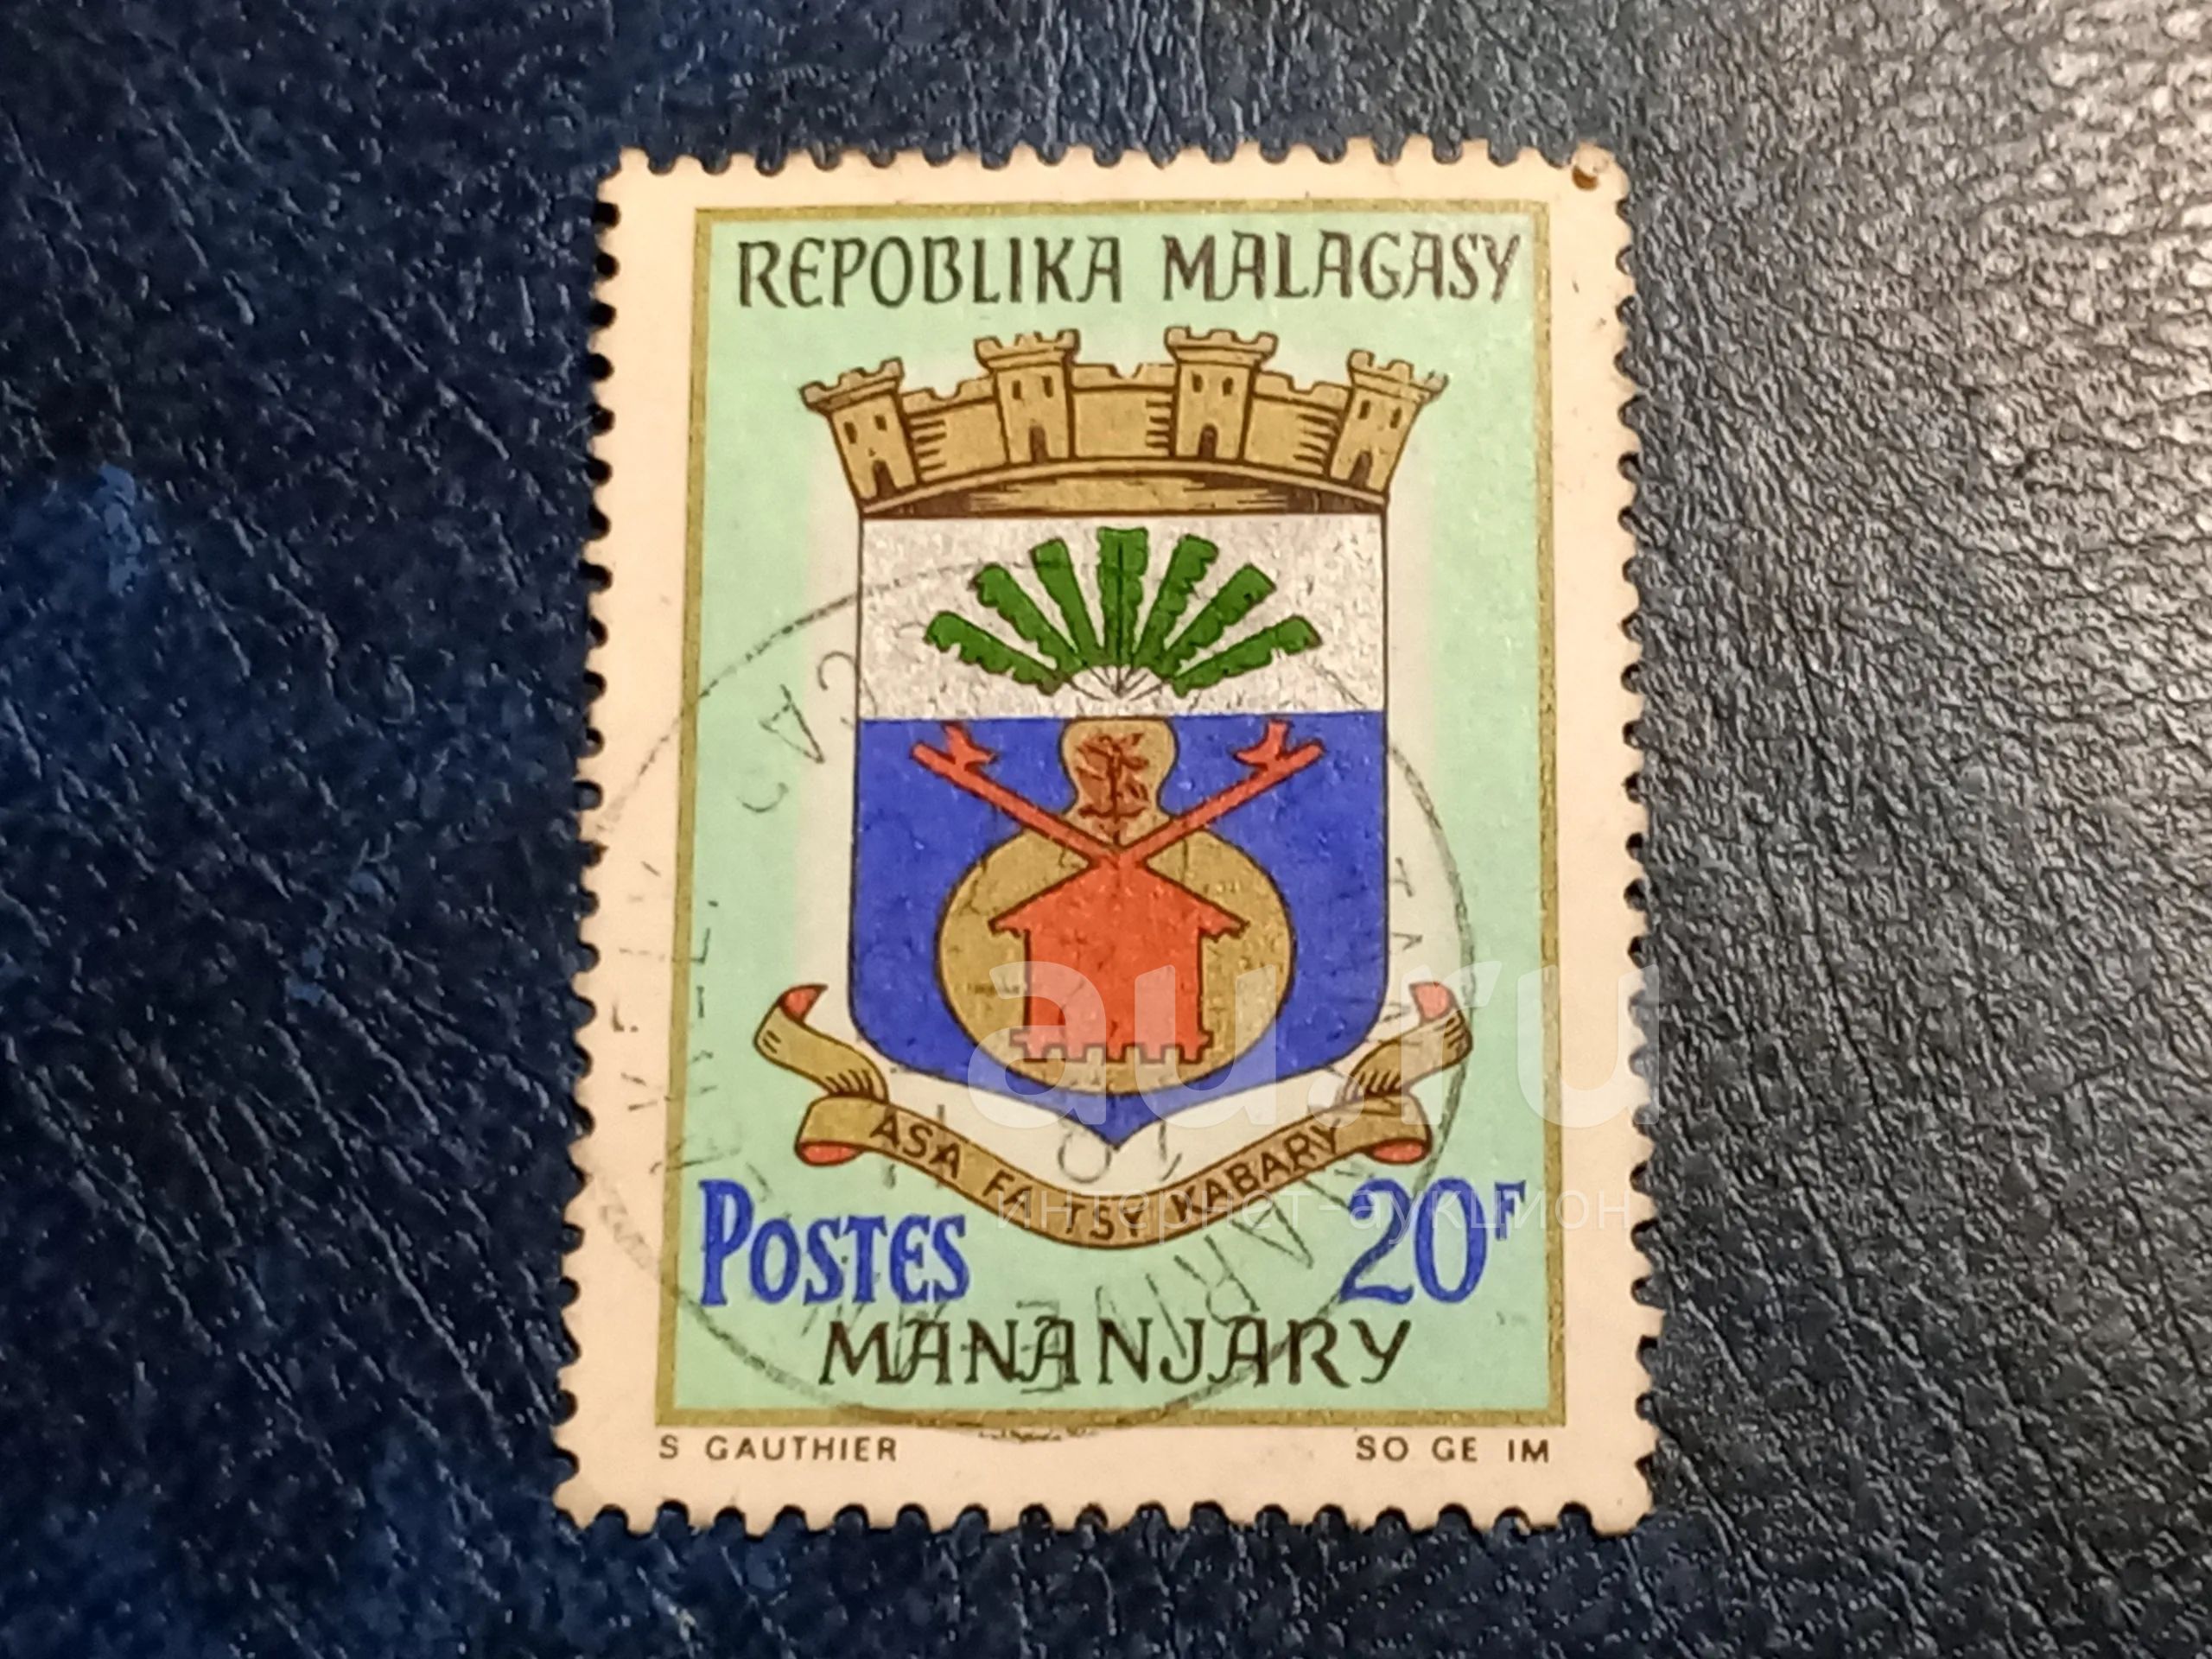 REPOBLIKA MALAGASY
ASA FA TSY KABARY
POSTES 20F
MANANJARY
S GAUTHIER SO GE IM
au.ru
интернет-аукцион